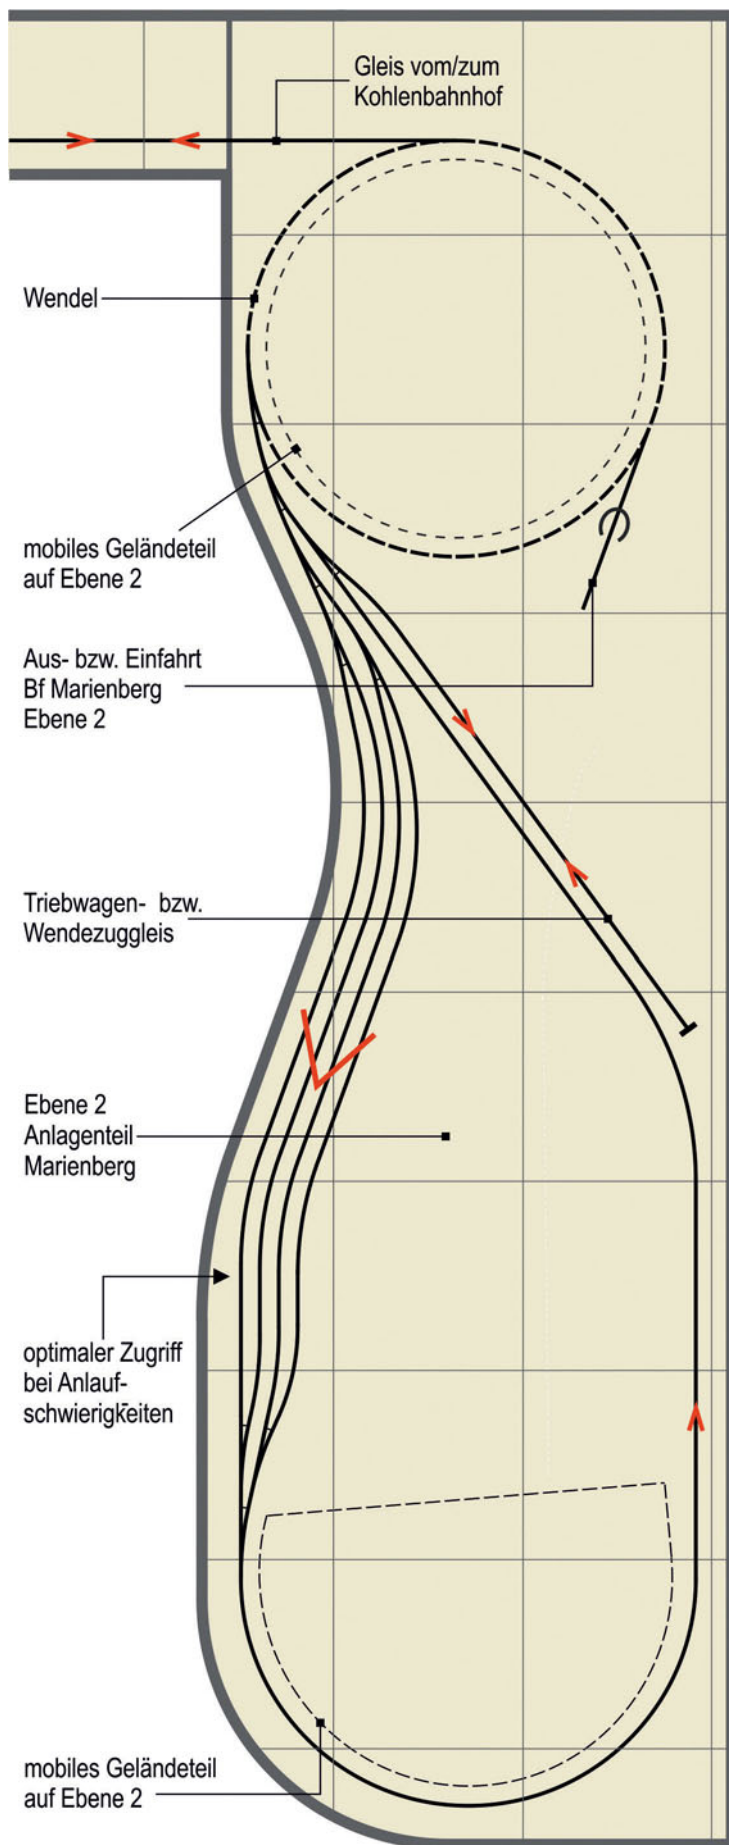 Gleis vom/zum
Kohlenbahnhof
Wendel
mobiles Geländeteil
auf Ebene 2
Aus- bzw. Einfahrt
Bf Marienberg
Ebene 2
Triebwagen- bzw.
Wendezuggleis
Ebene 2
Anlagenteil
Marienberg
optimaler Zugriff
bei Anlauf-
schwierigkeiten
mobiles Geländeteil
auf Ebene 2